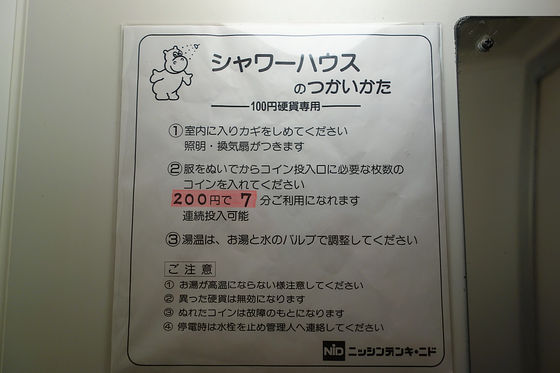 シャワーハウス
のつかいかた
100円硬貨専用
①室内に入りカギをしめてください
照明・換気扇がつきます
②服をぬいでからコイン投入口に必要な枚数の
コインを入れてください
200円で 7 分ご利用になれます
連続投入可能
③湯温は、お湯と水のバルブで調整してください
ご注意
① お湯が高温にならない様注意してください
② 異った硬貨は無効になります
③ ぬれたコインは故障のもとになります
④ 停電時は水栓を止め管理人へ連絡してください
NID ニッシンデンキ・ニド